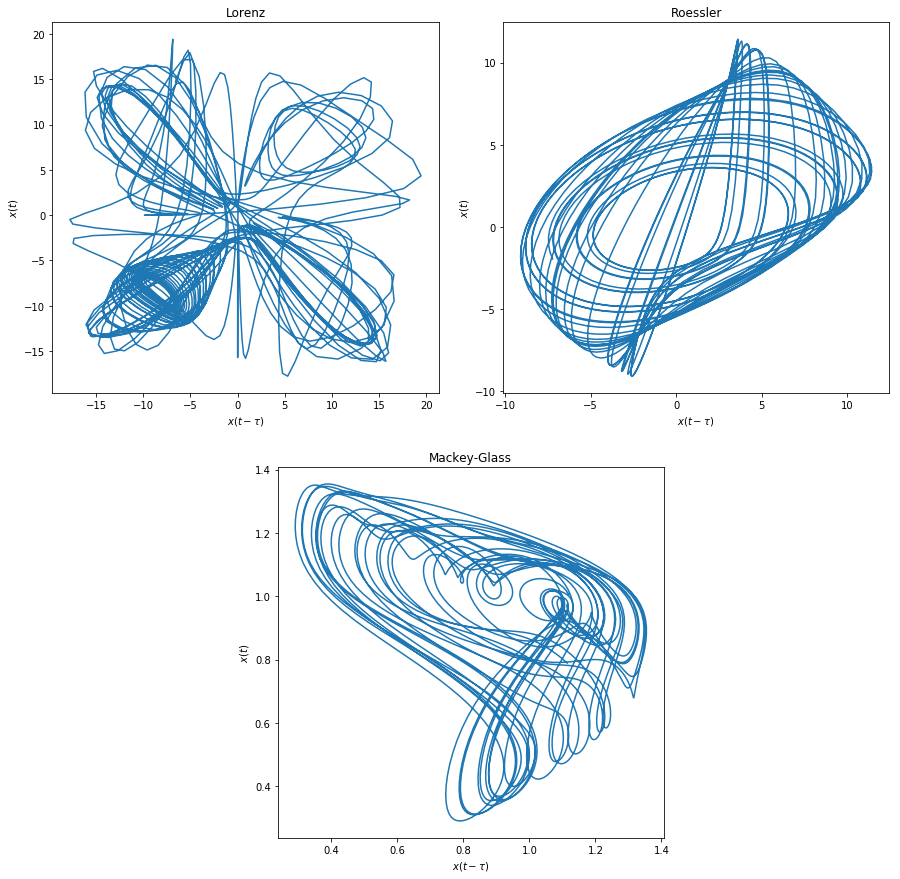 Lorenz
20
15
10
5
0
−5
−10
−15
x(t)
−15 −10 −5 0 5 10 15 20
x(t − τ)
Roessler
10
5
0
−5
−10
x(t)
−10 −5 0 5 10
x(t − τ)
Mackey-Glass
1.4
1.2
1.0
0.8
0.6
0.4
x(t)
0.4 0.6 0.8 1.0 1.2 1.4
x(t − τ)